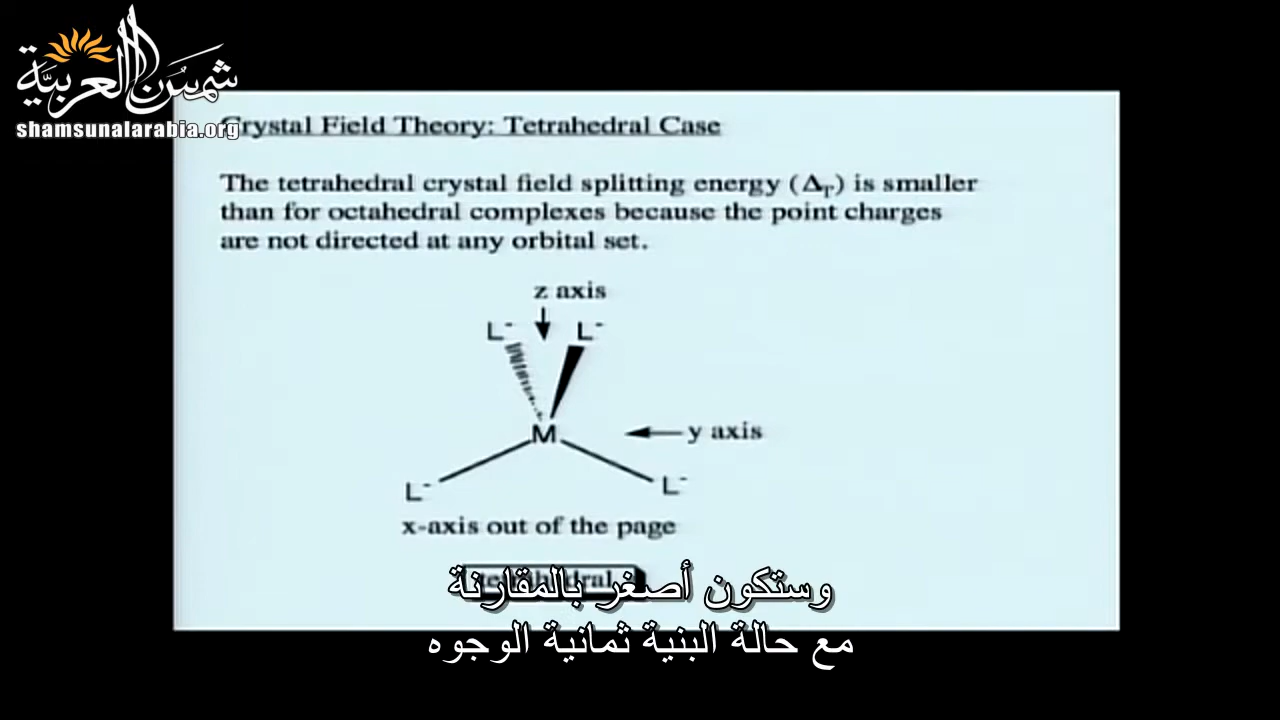 شمس العربية
shamsunalarabia.org
Crystal Field Theory: Tetrahedral Case
The tetrahedral crystal field splitting energy (Δ_T) is smaller
than for octahedral complexes because the point charges
are not directed at any orbital set.
z axis
L⁻ L⁻
M
y axis
L⁻ L⁻
x-axis out of the page
tetrahedral
وستكون أصغر بالمقارنة
مع حالة البنية ثمانية الوجوه